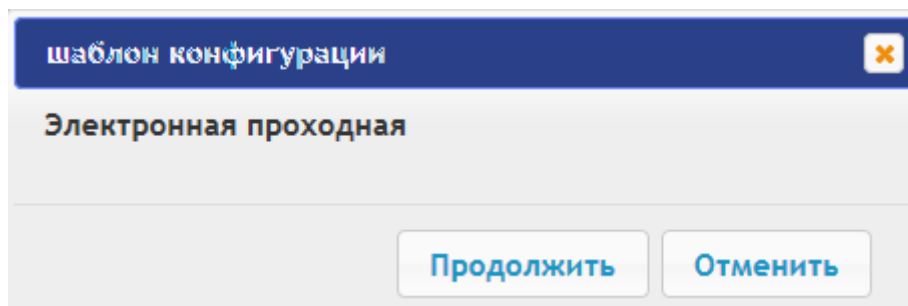 шаблон конфигурации
Электронная проходная
Продолжить Отменить